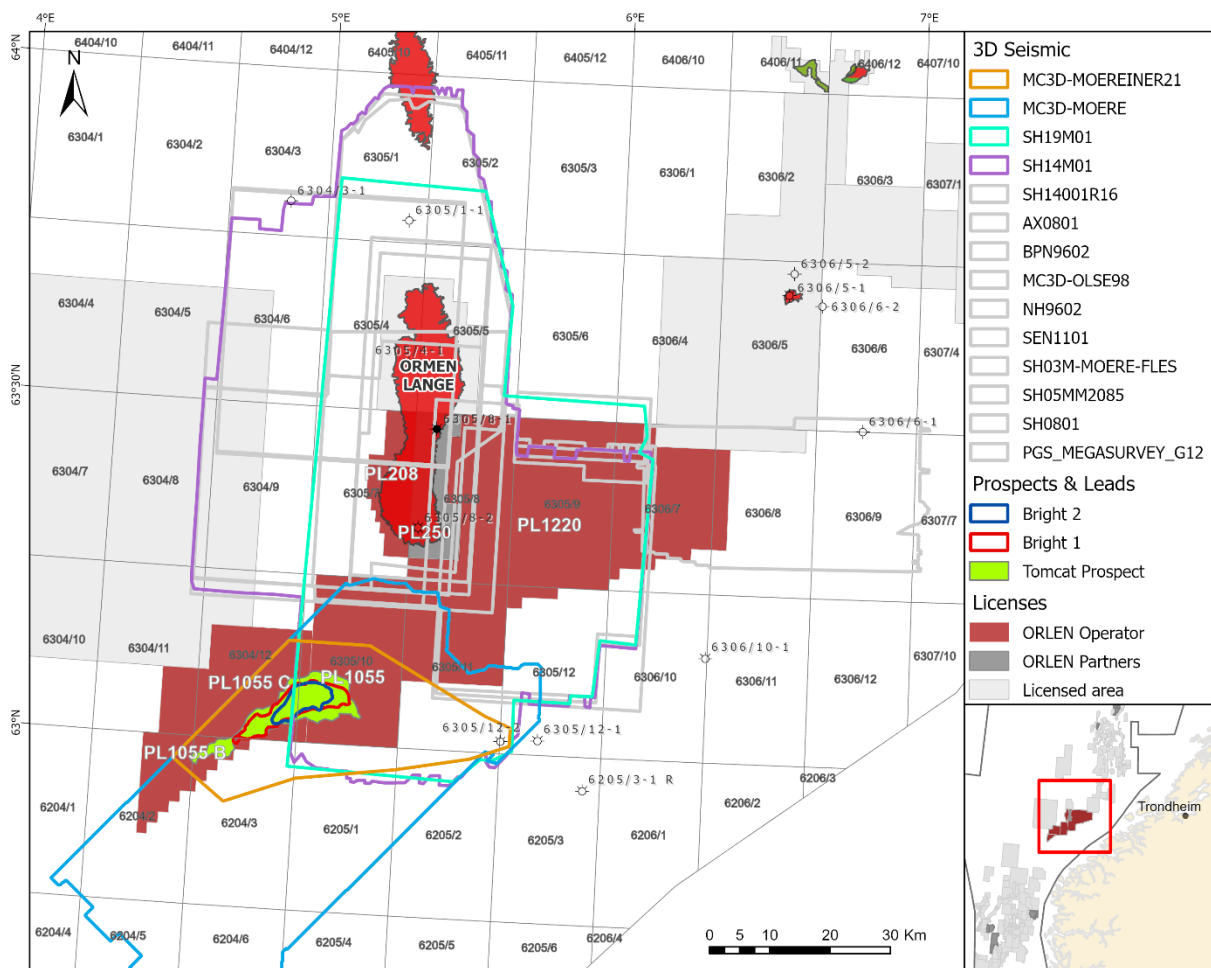 4°E 5°E 6°E 7°E
64°N
63°30'N
63°N
N
6404/10 6404/11 6404/12 6405/10 6405/11 6405/12 6406/10 6406/11 6406/12 6407/10
6304/1 6304/2 6304/3 6305/1 6305/2 6305/3 6306/1 6306/2 6306/3 6307/1
6304/3-1
6305/1-1
6306/5-2
6306/5-1
6306/6-2
6304/4 6304/5 6304/6 6305/4 6305/5 6305/6 6306/4 6306/5 6306/6 6307/4
6305/4-1
ORMEN
LANGE
6305/8-1
6306/6-1
6304/7 6304/8 6304/9 6305/7 6305/8 6305/9 6306/7 6306/8 6306/9 6307/7
PL208
PL250
6305/8-2
PL1220
6304/10 6304/11 6304/12 6305/10 6305/11 6305/12 6306/10 6306/11 6306/12 6307/10
6306/10-1
PL1055 C
PL1055
PL1055 B
6305/12-2
6305/12-1
6205/3-1 R
6204/1 6204/2 6204/3 6205/1 6205/2 6205/3 6206/1 6206/2 6206/3
6204/4 6204/5 6204/6 6205/4 6205/5 6205/6 6206/4
0 5 10 20 30 Km
3D Seismic
MC3D-MOEREINER21
MC3D-MOERE
SH19M01
SH14M01
SH14001R16
AX0801
BPN9602
MC3D-OLSE98
NH9602
SEN1101
SH03M-MOERE-FLES
SH05MM2085
SH0801
PGS_MEGASURVEY_G12
Prospects & Leads
Bright 2
Bright 1
Tomcat Prospect
Licenses
ORLEN Operator
ORLEN Partners
Licensed area
Trondheim